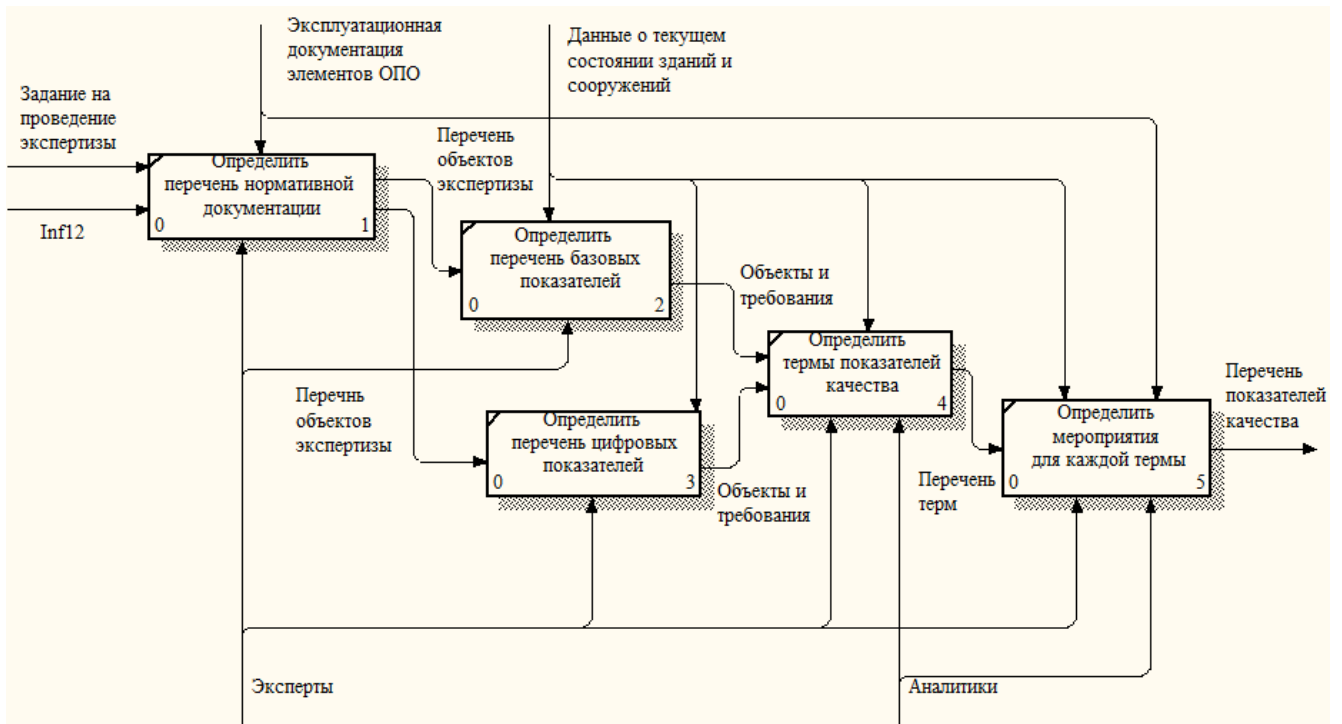 Эксплуатационная
документация
элементов ОПО
Данные о текущем
состоянии зданий и
сооружений
Задание на
проведение
экспертизы
Inf12
Определить
перечень нормативной
документации
0
1
Перечень
объектов
экспертизы
Определить
перечень базовых
показателей
0
2
Объекты и
требования
Перечнь
объектов
экспертизы
Определить
перечень цифровых
показателей
0
3
Объекты и
требования
Определить
термы показателей
качества
0
4
Перечень
терм
Определить
мероприятия
для каждой термы
0
5
Перечень
показателей
качества
Эксперты
Аналитики